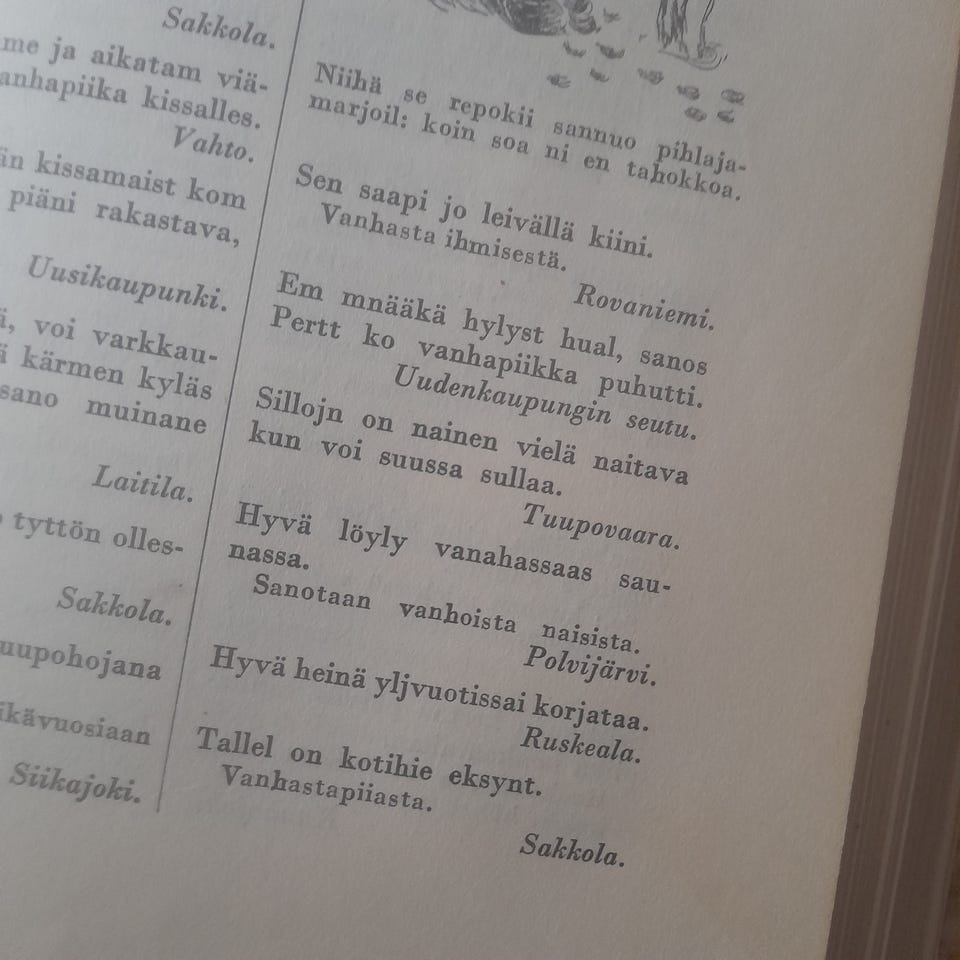 Sakkola.
me ja aikatam viä-
anhapiika kissalles.
Vahto.
än kissamaist kom
piäni rakastava,
Uusikaupunki.
ä, voi varkkau-
ä kärmen kyläs
sano muinane
Laitila.
tyttön olles-
Sakkola.
uupohojana
ikävuosiaan
Siikajoki.
Niihä se repokii sannuo pihlaja-
marjoil: koin soa ni en tahokkoa.
Sen saapi jo leivällä kiini.
Vanhasta ihmisestä.
Rovaniemi.
Em mnääkä hylyst hual, sanos
Pertt ko vanhapiikka puhutti.
Uudenkaupungin seutu.
Sillojn on nainen vielä naitava
kun voi suussa sullaa.
Tuupovaara.
Hyvä löyly vanahassaas sau-
nassa.
Sanotaan vanhoista naisista.
Polvijärvi.
Hyvä heinä yljvuotissai korjataa.
Ruskeala.
Tallel on kotihie eksynt.
Vanhastapiiasta.
Sakkola.